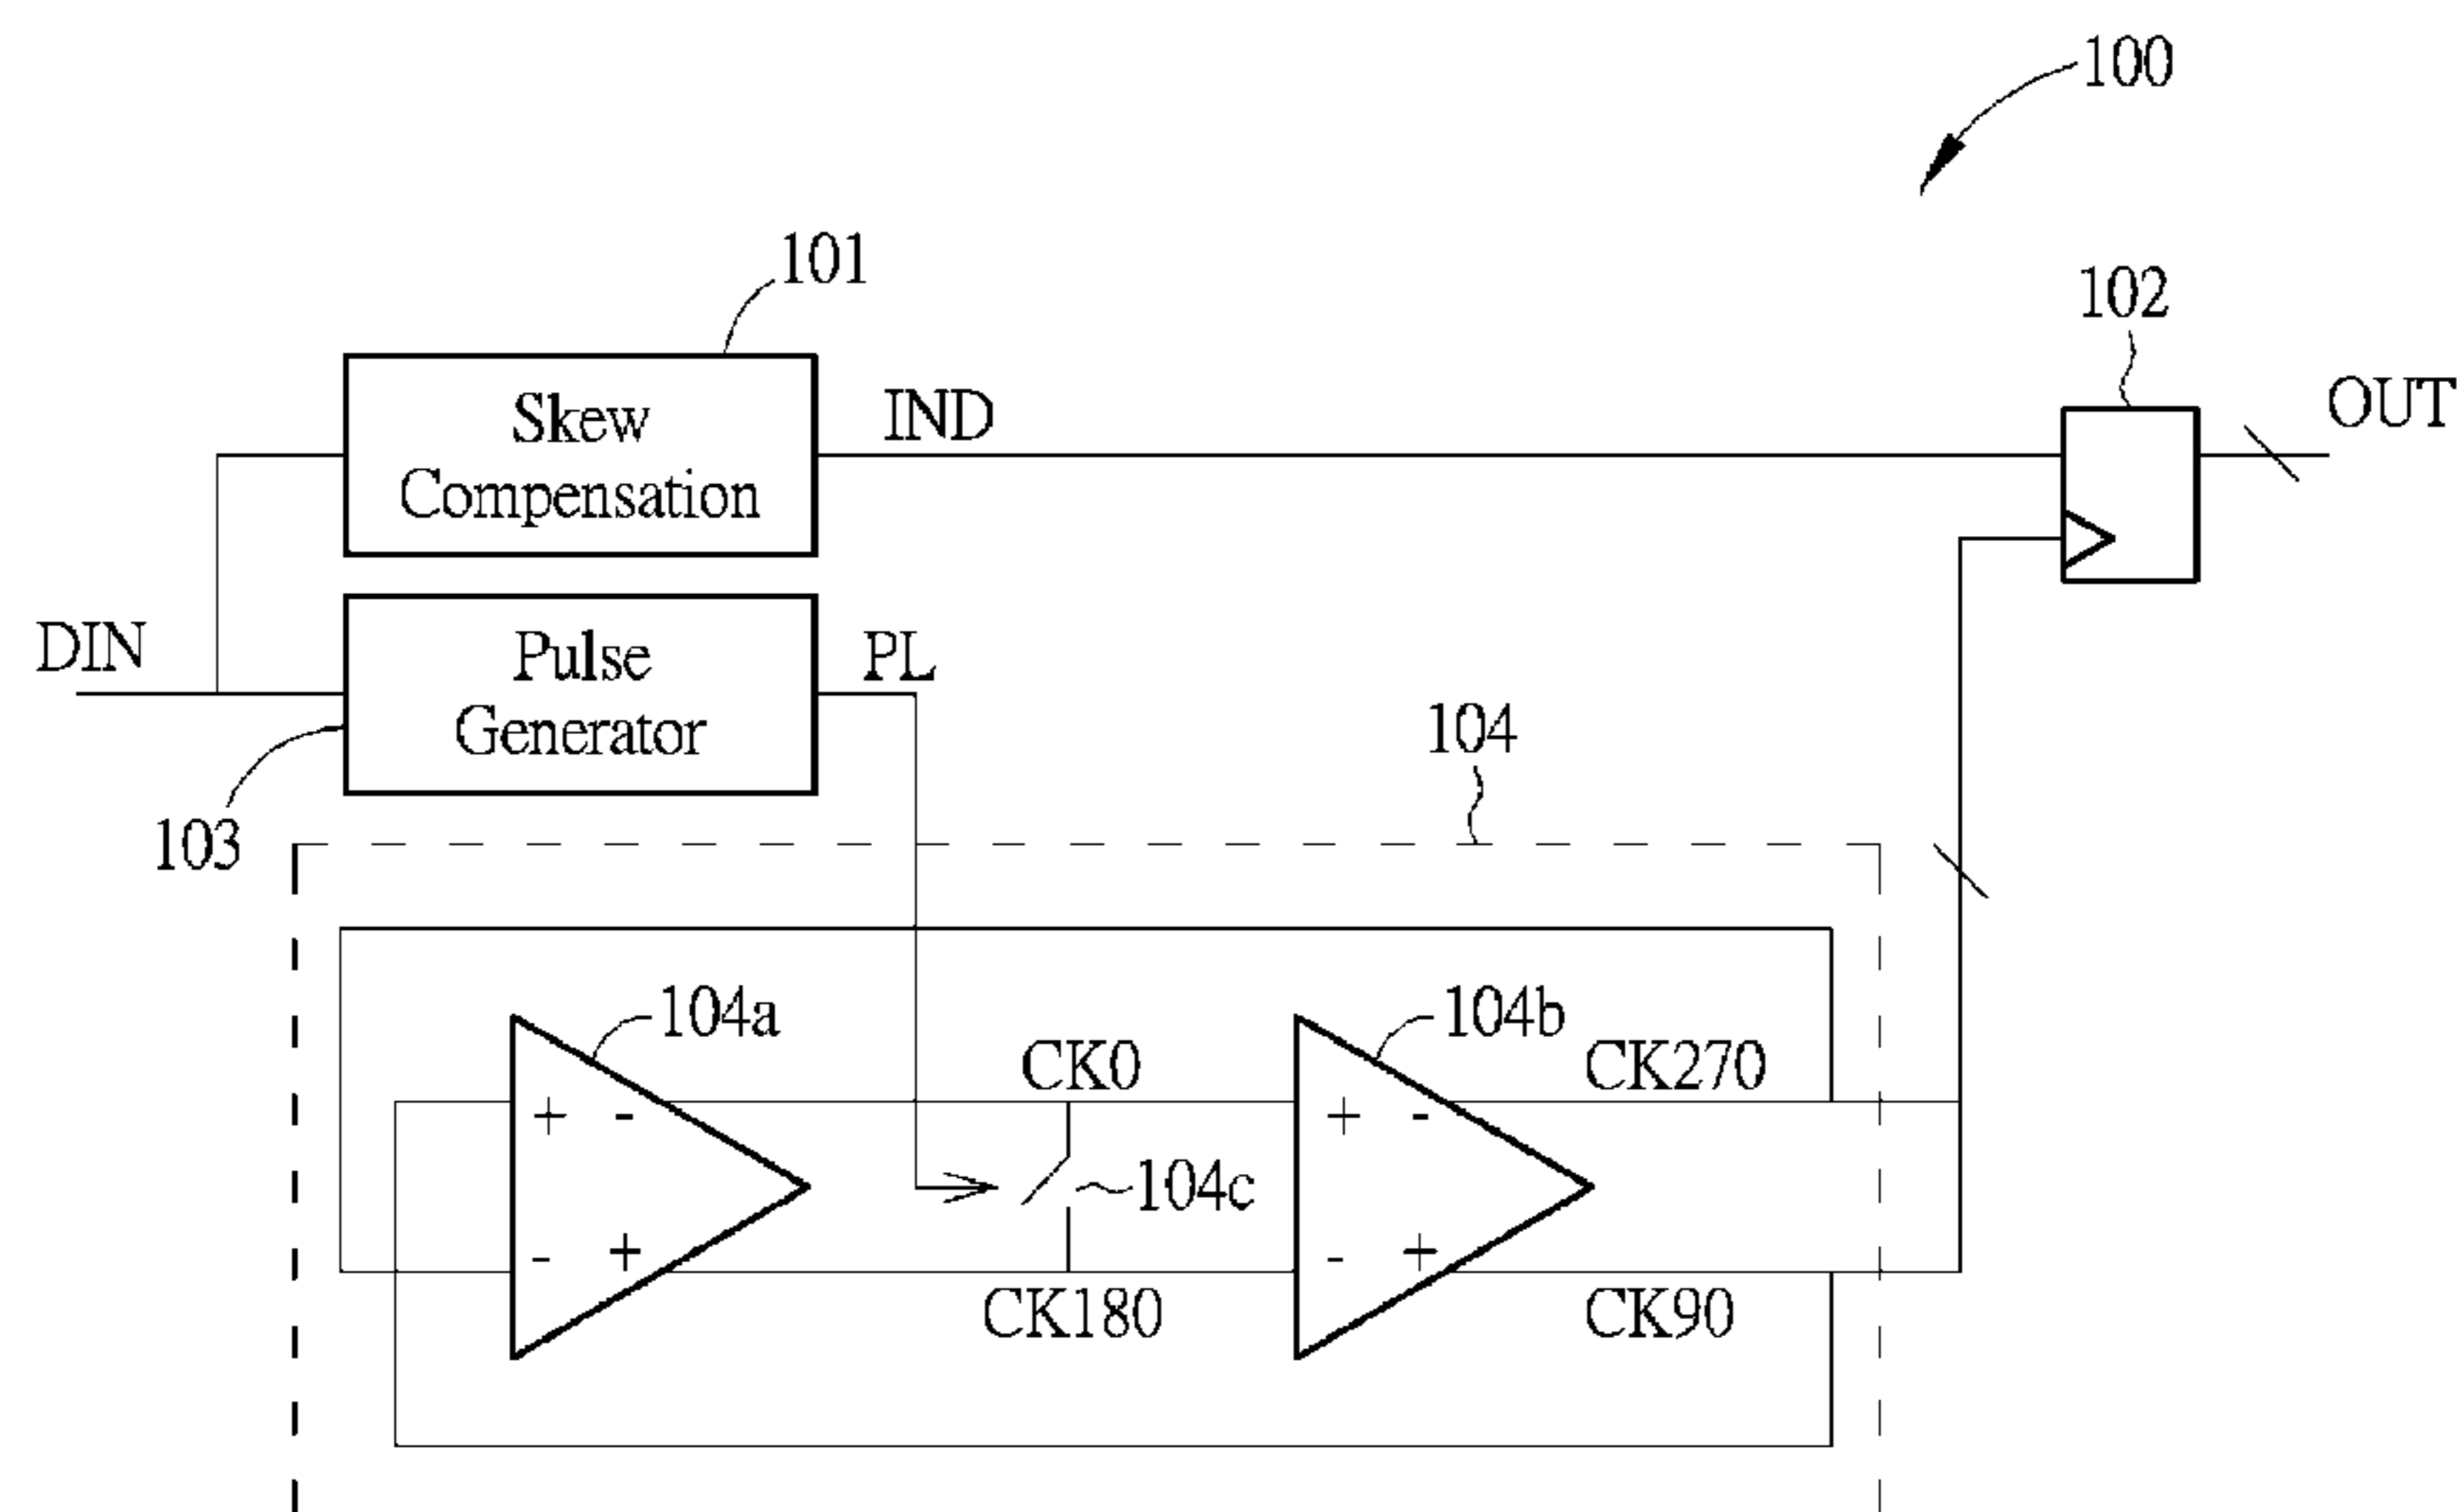 100
101
102
Skew
Compensation
IND
OUT
DIN
Pulse
Generator
PL
103
104
104a
104b
CK0
CK270
+ -
+ -
104c
- +
- +
CK180
CK90